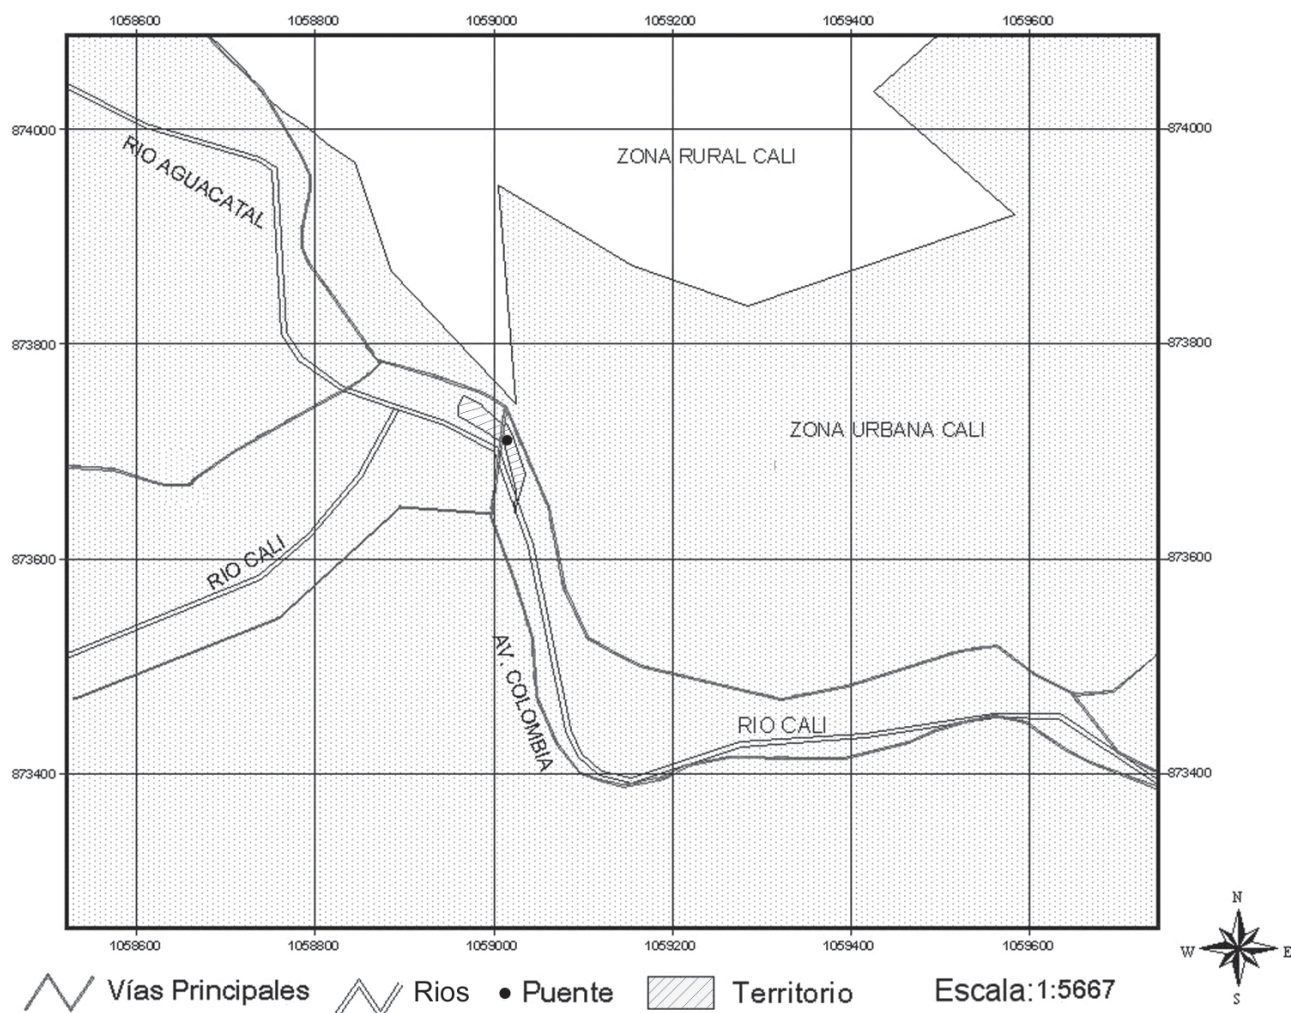 1058600 1058800 1059000 1059200 1059400 1059600
874000 874000
RIO AGUACATAL
ZONA RURAL CALI
873800 873800
ZONA URBANA CALI
873600 873600
RIO CALI
AV. COLOMBIA
RIO CALI
873400 873400
1058600 1058800 1059000 1059200 1059400 1059600
N
W E
S
Vías Principales Rios Puente Territorio Escala:1:5667